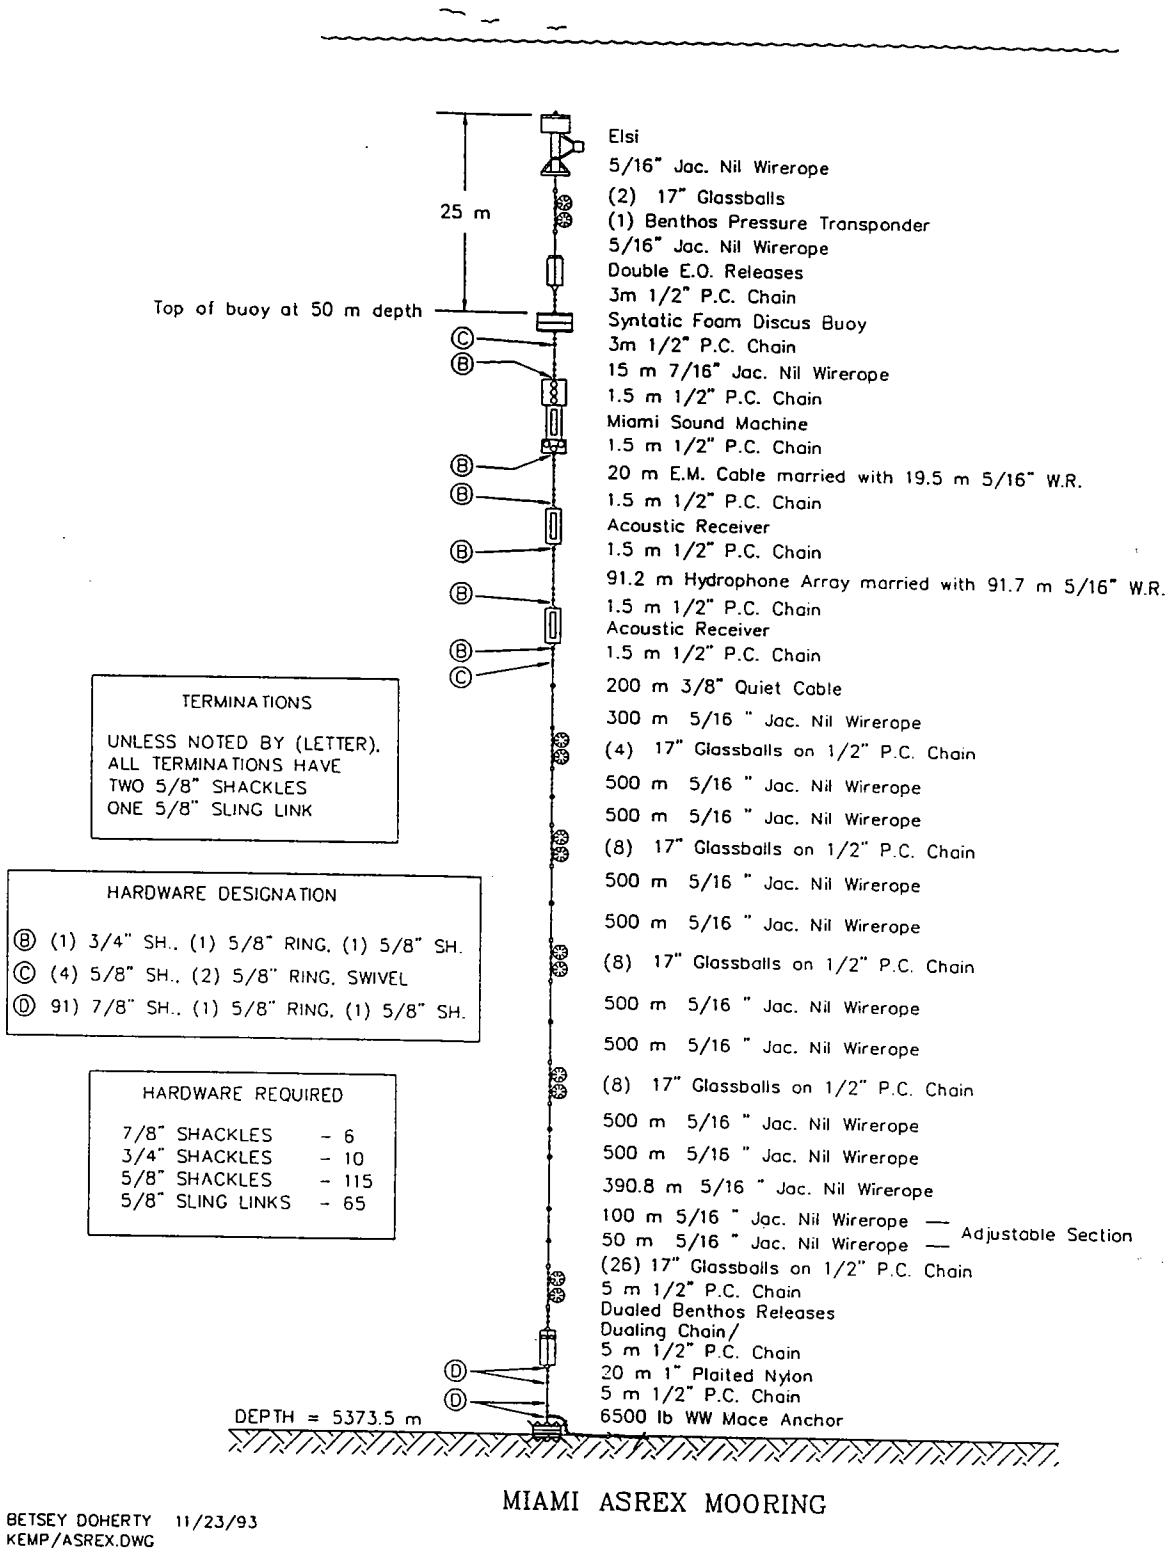 Elsi
5/16" Jac. Nil Wirerope
(2) 17" Glassballs
25 m
(1) Benthos Pressure Transponder
5/16" Jac. Nil Wirerope
Double E.O. Releases
3m 1/2" P.C. Chain
Top of buoy at 50 m depth
Syntatic Foam Discus Buoy
C
3m 1/2" P.C. Chain
B
15 m 7/16" Jac. Nil Wirerope
1.5 m 1/2" P.C. Chain
Miami Sound Machine
1.5 m 1/2" P.C. Chain
B
20 m E.M. Cable married with 19.5 m 5/16" W.R.
B
1.5 m 1/2" P.C. Chain
Acoustic Receiver
B
1.5 m 1/2" P.C. Chain
91.2 m Hydrophone Array married with 91.7 m 5/16" W.R.
B
1.5 m 1/2" P.C. Chain
Acoustic Receiver
B
1.5 m 1/2" P.C. Chain
C
200 m 3/8" Quiet Cable
300 m 5/16 " Jac. Nil Wirerope
(4) 17" Glassballs on 1/2" P.C. Chain
500 m 5/16 " Jac. Nil Wirerope
500 m 5/16 " Jac. Nil Wirerope
(8) 17" Glassballs on 1/2" P.C. Chain
500 m 5/16 " Jac. Nil Wirerope
500 m 5/16 " Jac. Nil Wirerope
(8) 17" Glassballs on 1/2" P.C. Chain
500 m 5/16 " Jac. Nil Wirerope
500 m 5/16 " Jac. Nil Wirerope
(8) 17" Glassballs on 1/2" P.C. Chain
500 m 5/16 " Jac. Nil Wirerope
500 m 5/16 " Jac. Nil Wirerope
390.8 m 5/16 " Jac. Nil Wirerope
100 m 5/16 " Jac. Nil Wirerope
50 m 5/16 " Jac. Nil Wirerope
Adjustable Section
(26) 17" Glassballs on 1/2" P.C. Chain
5 m 1/2" P.C. Chain
Dualed Benthos Releases
Dualing Chain/
5 m 1/2" P.C. Chain
D
20 m 1" Plaited Nylon
D
5 m 1/2" P.C. Chain
6500 lb WW Mace Anchor
DEPTH = 5373.5 m
TERMINATIONS
UNLESS NOTED BY (LETTER),
ALL TERMINATIONS HAVE
TWO 5/8" SHACKLES
ONE 5/8" SLING LINK
HARDWARE DESIGNATION
B (1) 3/4" SH., (1) 5/8" RING, (1) 5/8" SH.
C (4) 5/8" SH., (2) 5/8" RING, SWIVEL
D 91) 7/8" SH., (1) 5/8" RING, (1) 5/8" SH.
HARDWARE REQUIRED
7/8" SHACKLES - 6
3/4" SHACKLES - 10
5/8" SHACKLES - 115
5/8" SLING LINKS - 65
MIAMI ASREX MOORING
BETSEY DOHERTY 11/23/93
KEMP/ASREX.DWG